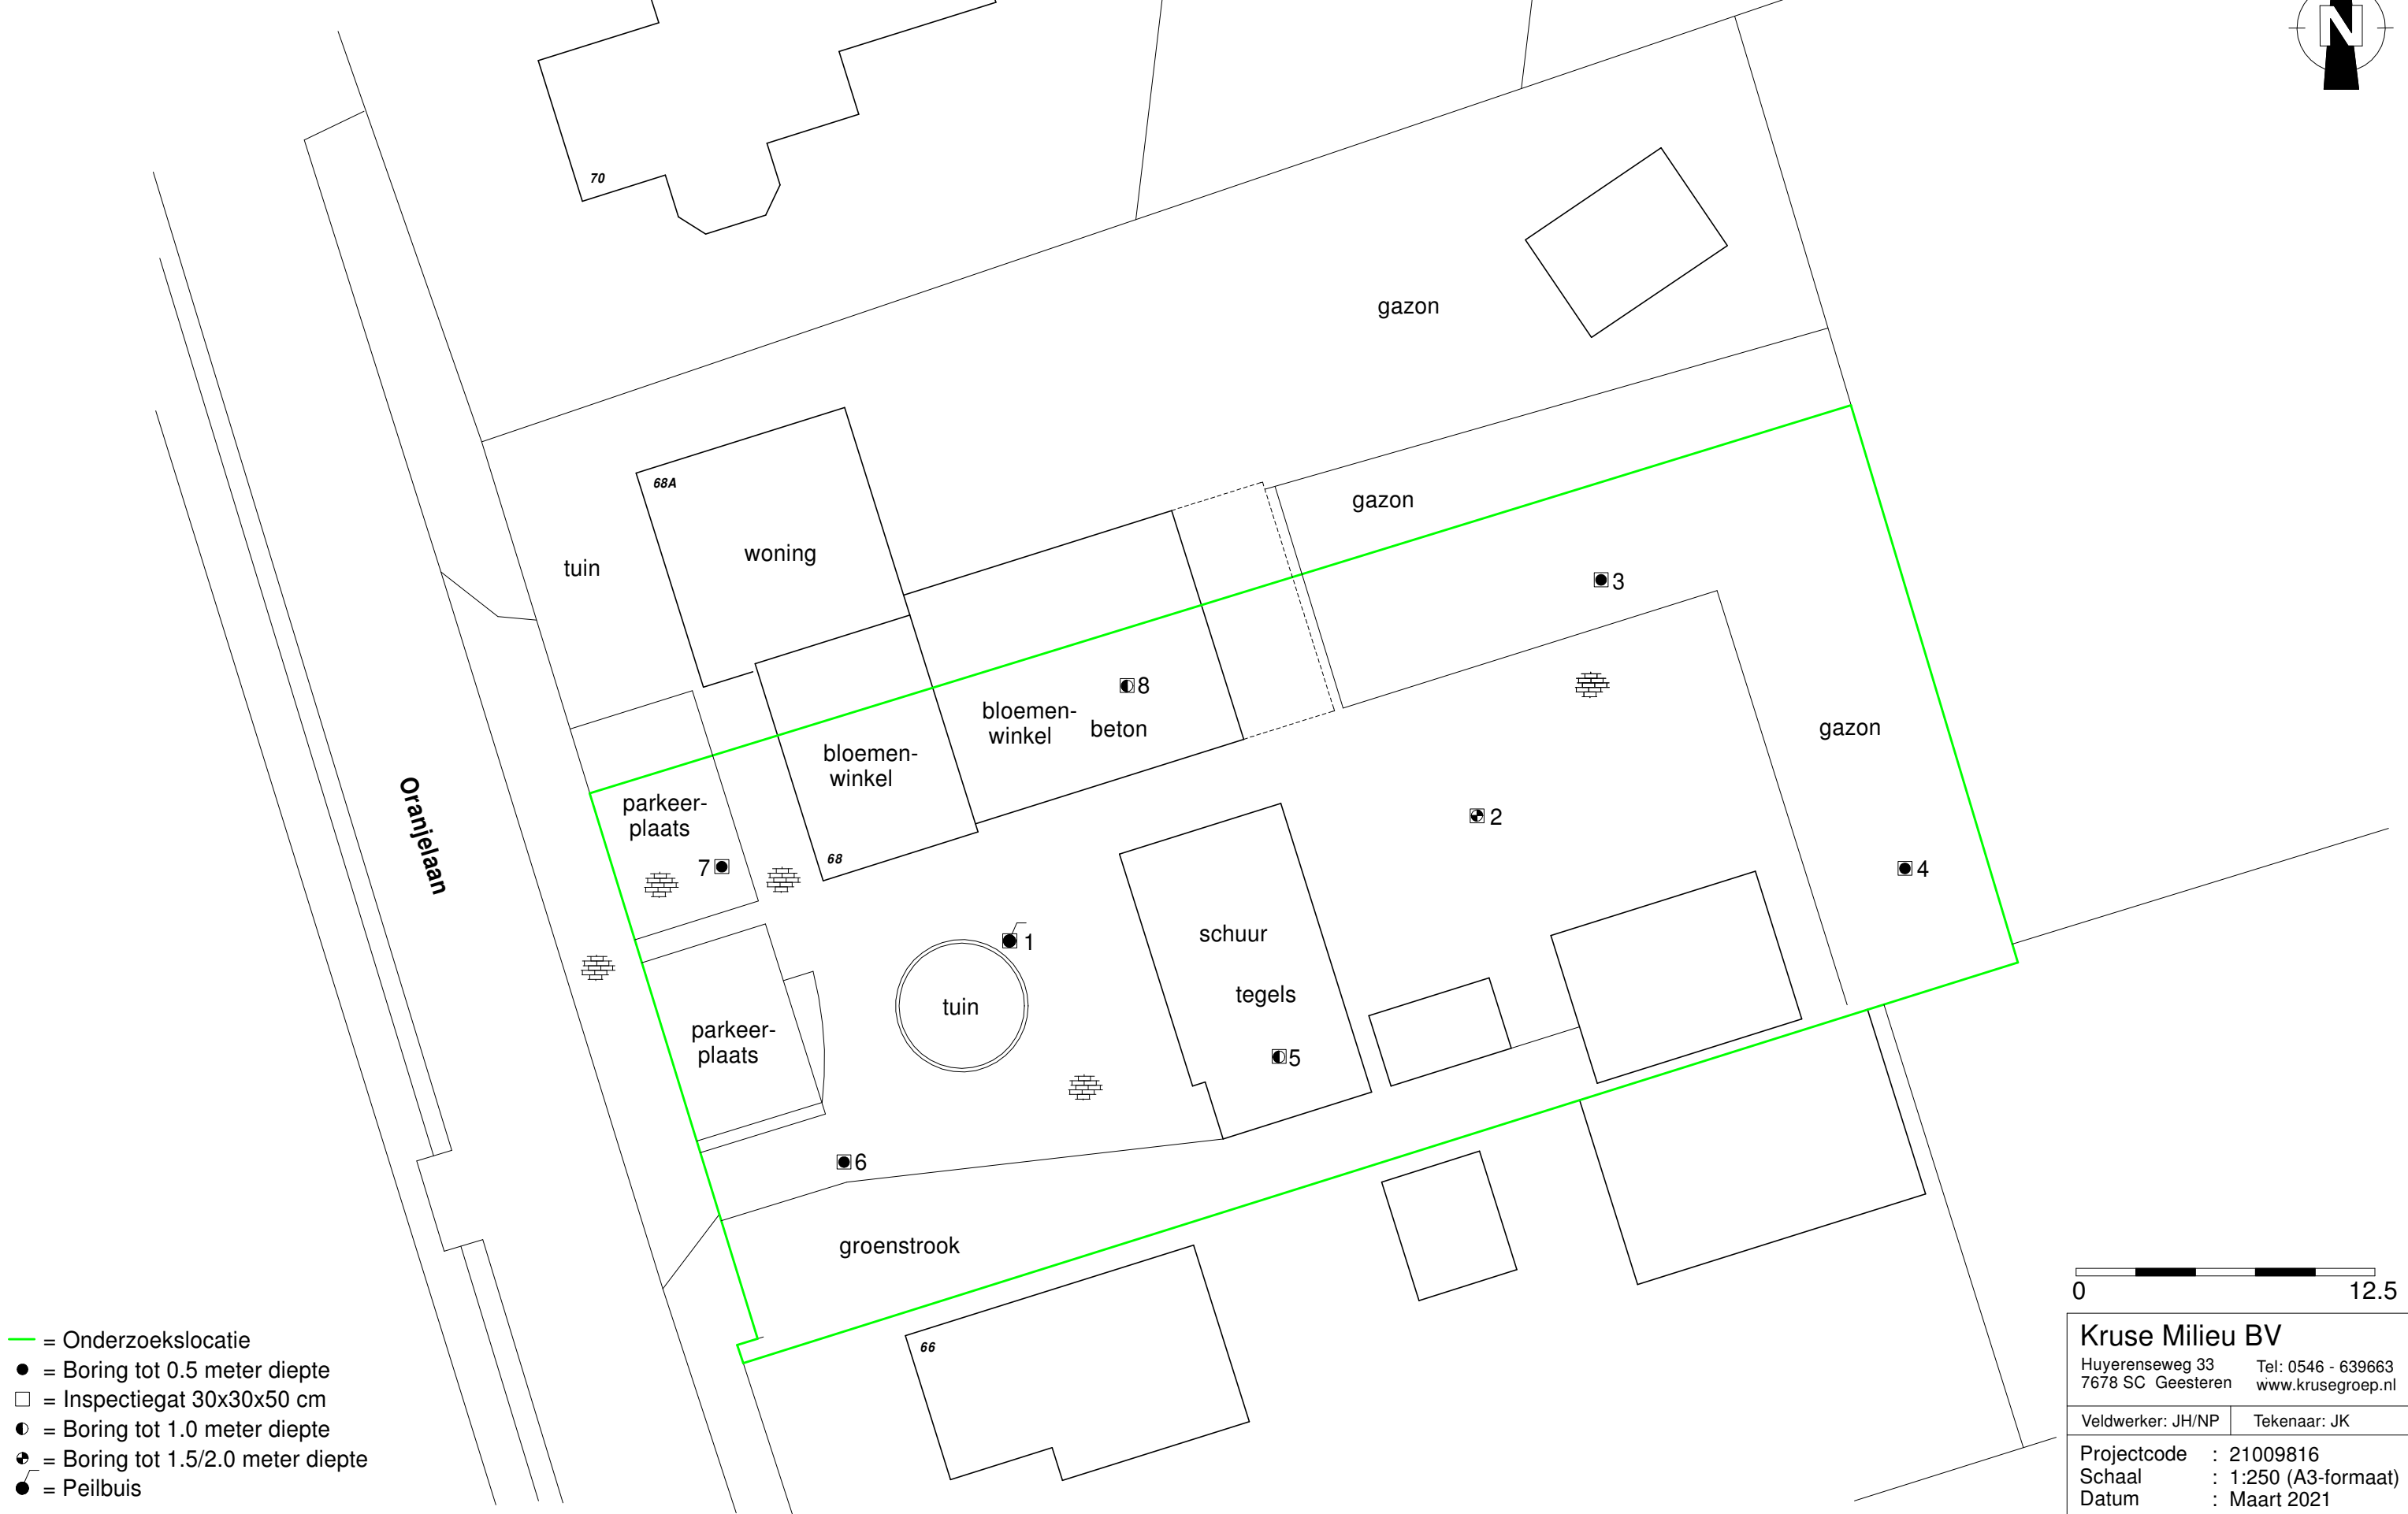 N
70
gazon
68A
woning
tuin
gazon
3
8
bloemen-
winkel
beton
bloemen-
winkel
gazon
Oranjelaan
parkeer-
plaats
7
68
2
4
1
schuur
tuin
tegels
parkeer-
plaats
5
6
groenstrook
66
= Onderzoekslocatie
= Boring tot 0.5 meter diepte
= Inspectiegat 30x30x50 cm
= Boring tot 1.0 meter diepte
= Boring tot 1.5/2.0 meter diepte
= Peilbuis
0 12.5
Kruse Milieu BV
Huyerenseweg 33 Tel: 0546 - 639663
7678 SC Geesteren www.krusegroep.nl
Veldwerker: JH/NP Tekenaar: JK
Projectcode : 21009816
Schaal : 1:250 (A3-formaat)
Datum : Maart 2021